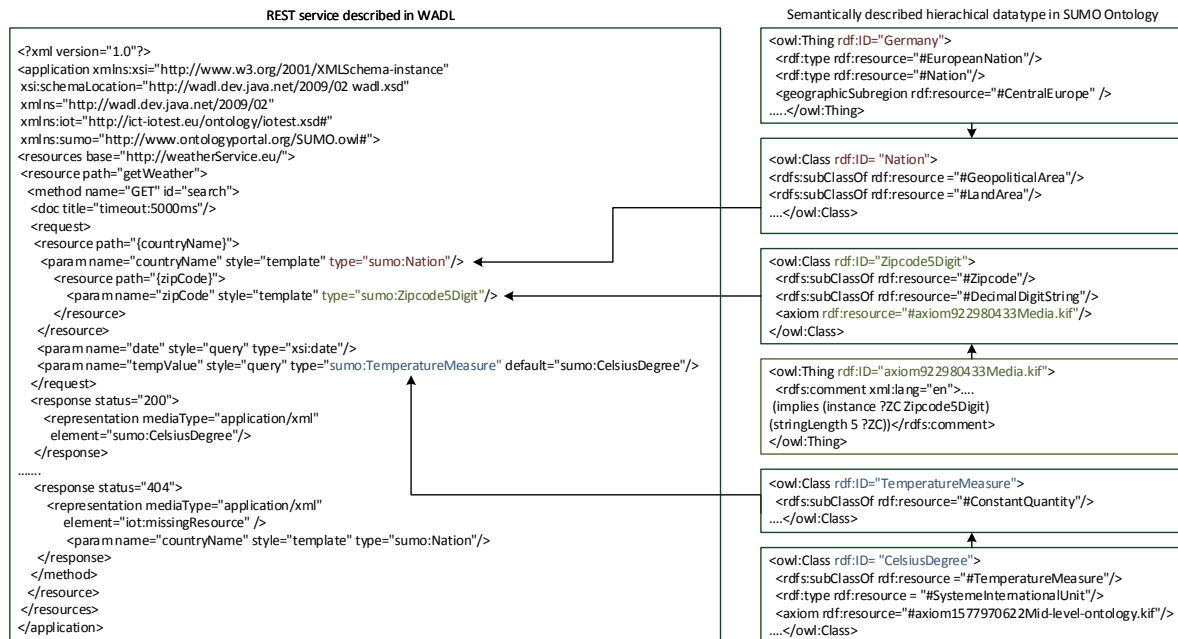 REST service described in WADL
<?xml version="1.0"?>
<application xmlns:xsi="http://www.w3.org/2001/XMLSchema-instance"
xsi:schemaLocation="http://wadl.dev.java.net/2009/02 wadl.xsd"
xmlns="http://wadl.dev.java.net/2009/02"
xmlns:iot="http://ict-iotest.eu/ontology/iotest.xsd#"
xmlns:sumo="http://www.ontologyportal.org/SUMO.owl#">
<resources base="http://weatherService.eu/">
<resource path="getWeather">
<method name="GET" id="search">
<doc title="timeout:5000ms"/>
<request>
<resource path="{countryName}">
<param name="countryName" style="template" type="sumo:Nation"/>
<resource path="{zipCode}">
<param name="zipCode" style="template" type="sumo:Zipcode5Digit"/>
</resource>
</resource>
<param name="date" style="query" type="xsi:date"/>
<param name="tempValue" style="query" type="sumo:TemperatureMeasure" default="sumo:CelsiusDegree"/>
</request>
<response status="200">
<representation mediaType="application/xml"
element="sumo:CelsiusDegree"/>
</response>
.......
<response status="404">
<representation mediaType="application/xml"
element="iot:missingResource" />
<param name="countryName" style="template" type="sumo:Nation"/>
</response>
</method>
</resource>
</resources>
</application>
Semantically described hierachical datatype in SUMO Ontology
<owl:Thing rdf:ID="Germany">
<rdf:type rdf:resource="#EuropeanNation"/>
<rdf:type rdf:resource="#Nation"/>
<geographicSubregion rdf:resource="#CentralEurope" />
.....</owl:Thing>
<owl:Class rdf:ID= "Nation">
<rdfs:subClassOf rdf:resource ="#GeopoliticalArea"/>
<rdfs:subClassOf rdf:resource ="#LandArea"/>
....</owl:Class>
<owl:Class rdf:ID="Zipcode5Digit">
<rdfs:subClassOf rdf:resource="#Zipcode"/>
<rdfs:subClassOf rdf:resource="#DecimalDigitString"/>
<axiom rdf:resource="#axiom922980433Media.kif"/>
</owl:Class>
<owl:Thing rdf:ID="axiom922980433Media.kif">
<rdfs:comment xml:lang="en">....
(implies (instance ?ZC Zipcode5Digit)
(stringLength 5 ?ZC))</rdfs:comment>
</owl:Thing>
<owl:Class rdf:ID="TemperatureMeasure">
<rdfs:subClassOf rdf:resource="#ConstantQuantity"/>
....</owl:Class>
<owl:Class rdf:ID= "CelsiusDegree">
<rdfs:subClassOf rdf:resource ="#TemperatureMeasure"/>
<rdf:type rdf:resource = "#SystemeInternationalUnit"/>
<axiom rdf:resource="#axiom1577970622Mid-level-ontology.kif"/>
....</owl:Class>